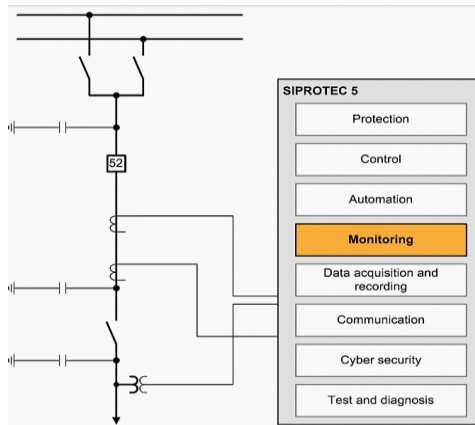 SIPROTEC 5
Protection
Control
Automation
52
Monitoring
Data acquisition and
recording
Communication
Cyber security
Test and diagnosis